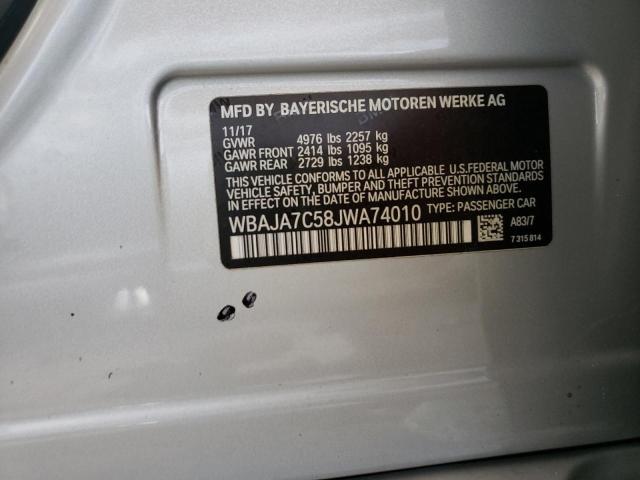 MFD BY BAYERISCHE MOTOREN WERKE AG
11/17
GVWR 4976 lbs 2257 kg
GAWR FRONT 2414 lbs 1095 kg
GAWR REAR 2729 lbs 1238 kg
THIS VEHICLE CONFORMS TO ALL APPLICABLE U.S.FEDERAL MOTOR
VEHICLE SAFETY, BUMPER AND THEFT PREVENTION STANDARDS
IN EFFECT ON THE DATE OF MANUFACTURE SHOWN ABOVE.
WBAJA7C58JWA74010 TYPE: PASSENGER CAR
A83/7
7 315 814